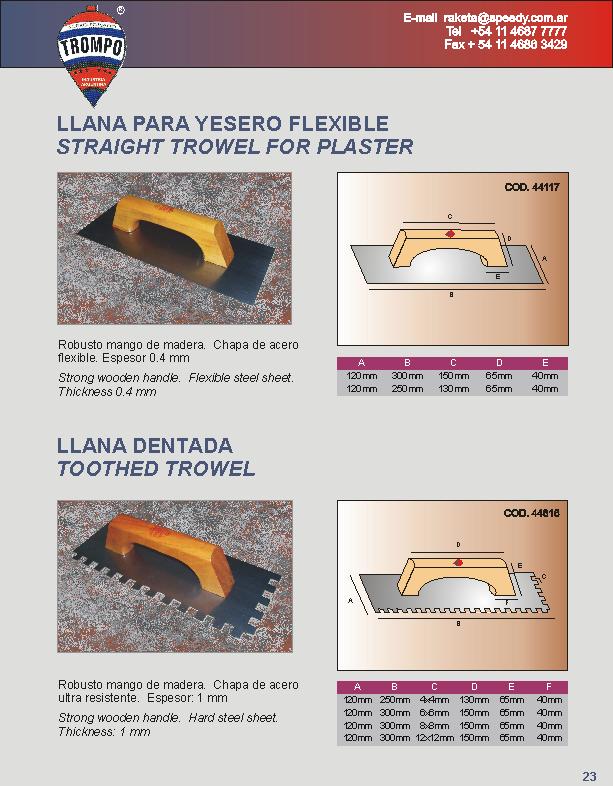 E-mail raketa@speedy.com.ar
Tel +54 11 4687 7777
Fax + 54 11 4686 3429
®
TROMPO
INDUSTRIA
ARGENTINA
LLANA PARA YESERO FLEXIBLE
STRAIGHT TROWEL FOR PLASTER
COD. 44117
C
D
A
E
B
Robusto mango de madera. Chapa de acero
flexible. Espesor 0.4 mm
Strong wooden handle. Flexible steel sheet.
Thickness 0.4 mm
A B C D E
120mm 300mm 150mm 65mm 40mm
120mm 250mm 130mm 65mm 40mm
LLANA DENTADA
TOOTHED TROWEL
COD. 44616
D
E
C
A
F
B
Robusto mango de madera. Chapa de acero
ultra resistente. Espesor: 1 mm
Strong wooden handle. Hard steel sheet.
Thickness: 1 mm
A B C D E F
120mm 250mm 4x4mm 130mm 65mm 40mm
120mm 300mm 6x6mm 150mm 65mm 40mm
120mm 300mm 8x8mm 150mm 65mm 40mm
120mm 300mm 12x12mm 150mm 65mm 40mm
23